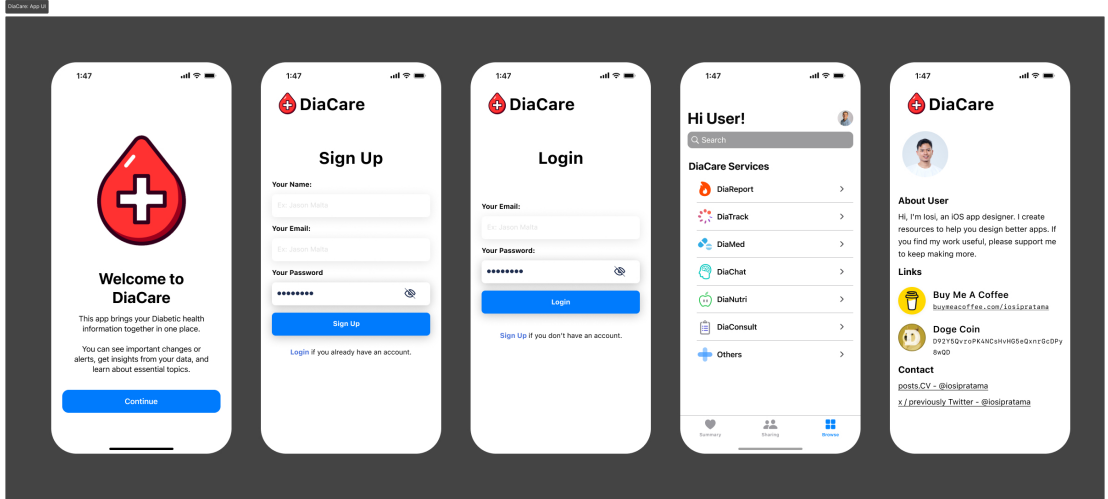 DiaCare: App UI
1:47
Welcome to
DiaCare
This app brings your Diabetic health
information together in one place.
You can see important changes or
alerts, get insights from your data, and
learn about essential topics.
Continue
1:47
DiaCare
Sign Up
Your Name:
Ex: Jason Matta
Your Email:
Ex: Jason Matta
Your Password
Sign Up
Login if you already have an account.
1:47
DiaCare
Login
Your Email:
Ex: Jason Matta
Your Password:
Login
Sign Up if you don't have an account.
1:47
Hi User!
Search
DiaCare Services
DiaReport
DiaTrack
DiaMed
DiaChat
DiaNutri
DiaConsult
Others
Summary
Sharing
Browse
1:47
DiaCare
About User
Hi, I'm Iosi, an iOS app designer. I create
resources to help you design better apps. If
you find my work useful, please support me
to keep making more.
Links
Buy Me A Coffee
buymeacoffee.com/iosipratama
Doge Coin
D92Y5QvroPK4NCsHvHG5eQxnrGcDPy
8wQD
Contact
posts.CV - @iosipratama
x / previously Twitter - @iosipratama